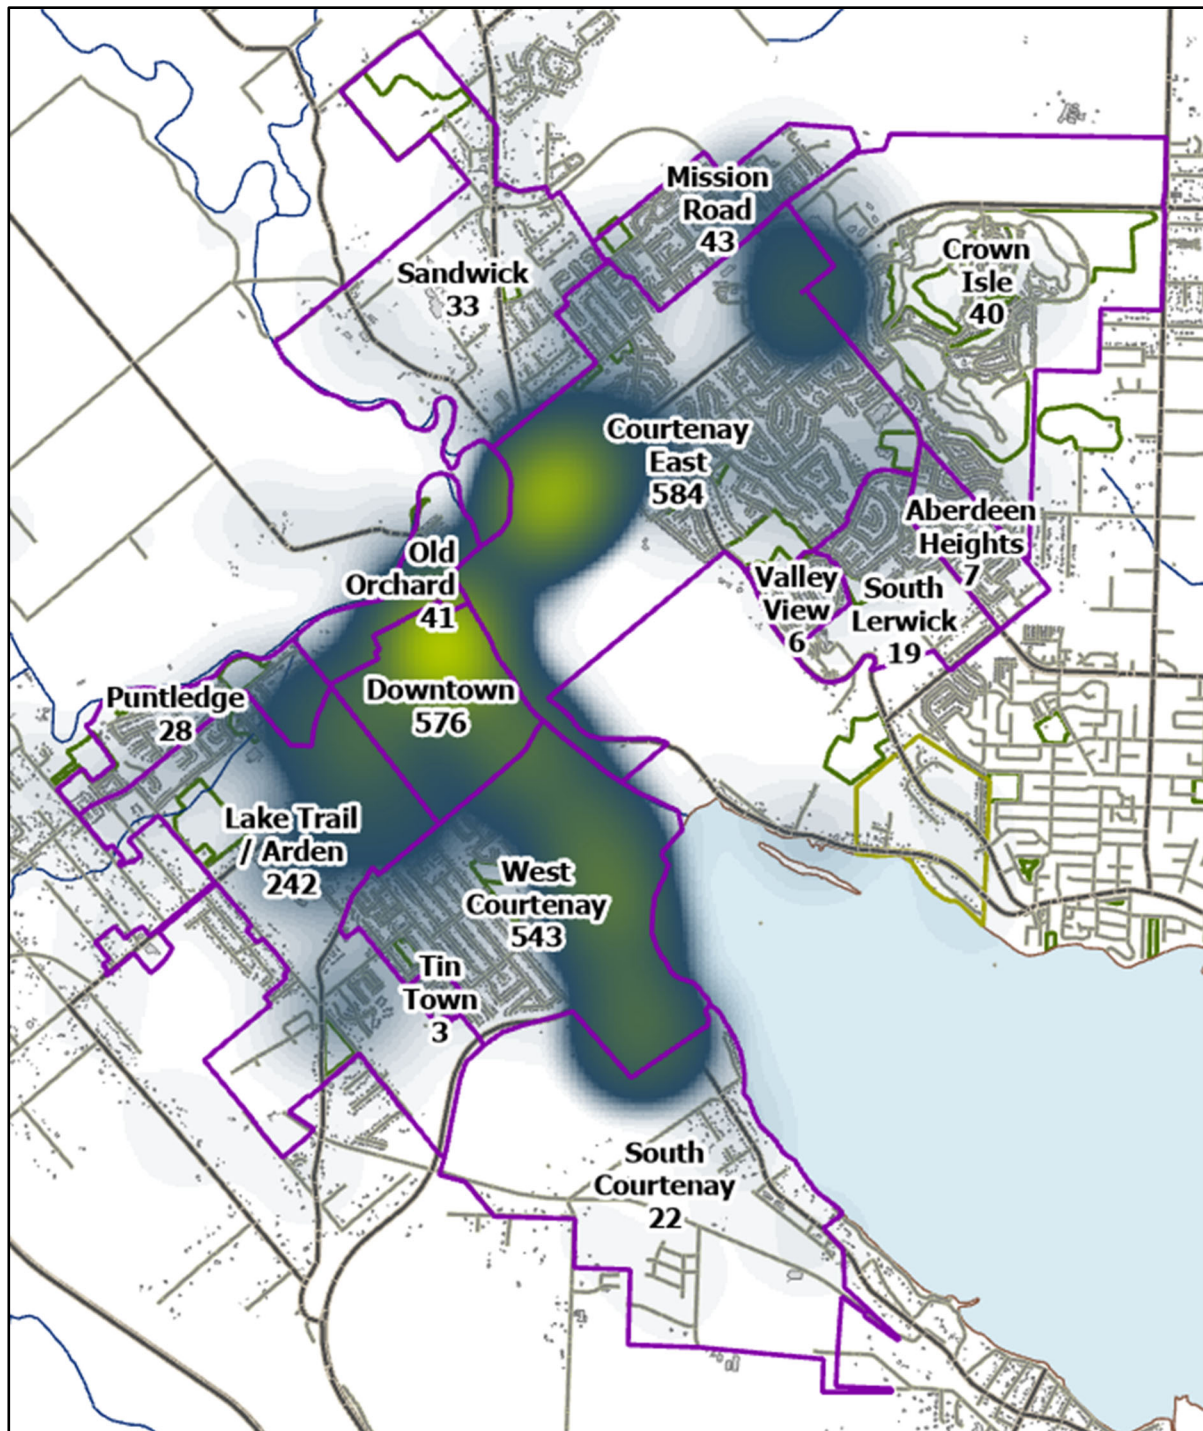 Mission
Road
43
Crown
Isle
40
Sandwick
33
Courtenay
East
584
Aberdeen
Heights
7
Old
Orchard
41
Valley
View
6
South
Lerwick
19
Puntledge
28
Downtown
576
Lake Trail
/ Arden
242
West
Courtenay
543
Tin
Town
3
South
Courtenay
22